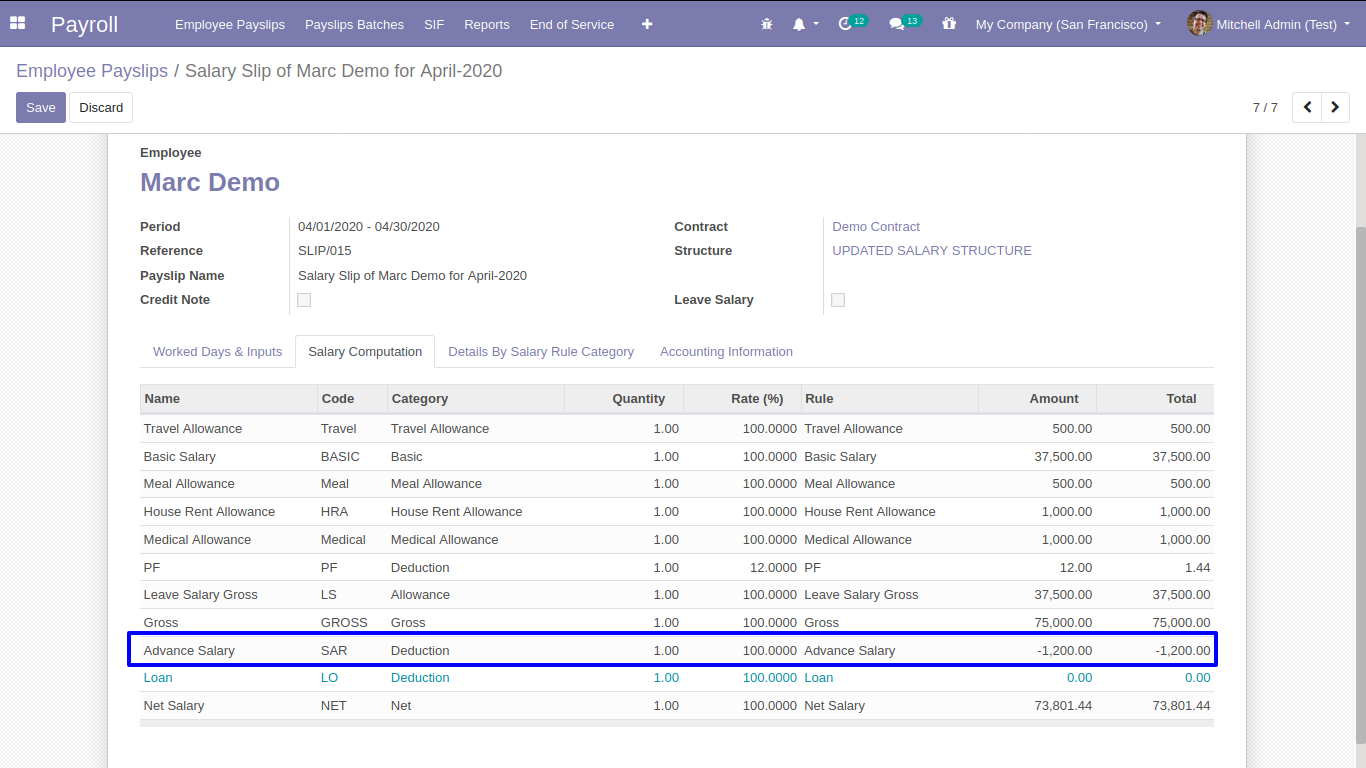 Payroll Employee Payslips Payslips Batches SIF Reports End of Service + 12 13 My Company (San Francisco) Mitchell Admin (Test)
Employee Payslips / Salary Slip of Marc Demo for April-2020
Save Discard 7 / 7
Employee
Marc Demo
Period 04/01/2020 - 04/30/2020 Contract Demo Contract
Reference SLIP/015 Structure UPDATED SALARY STRUCTURE
Payslip Name Salary Slip of Marc Demo for April-2020
Credit Note Leave Salary
Worked Days & Inputs Salary Computation Details By Salary Rule Category Accounting Information
Name Code Category Quantity Rate (%) Rule Amount Total
Travel Allowance Travel Travel Allowance 1.00 100.0000 Travel Allowance 500.00 500.00
Basic Salary BASIC Basic 1.00 100.0000 Basic Salary 37,500.00 37,500.00
Meal Allowance Meal Meal Allowance 1.00 100.0000 Meal Allowance 500.00 500.00
House Rent Allowance HRA House Rent Allowance 1.00 100.0000 House Rent Allowance 1,000.00 1,000.00
Medical Allowance Medical Medical Allowance 1.00 100.0000 Medical Allowance 1,000.00 1,000.00
PF PF Deduction 1.00 12.0000 PF 12.00 1.44
Leave Salary Gross LS Allowance 1.00 100.0000 Leave Salary Gross 37,500.00 37,500.00
Gross GROSS Gross 1.00 100.0000 Gross 75,000.00 75,000.00
Advance Salary SAR Deduction 1.00 100.0000 Advance Salary -1,200.00 -1,200.00
Loan LO Deduction 1.00 100.0000 Loan 0.00 0.00
Net Salary NET Net 1.00 100.0000 Net Salary 73,801.44 73,801.44